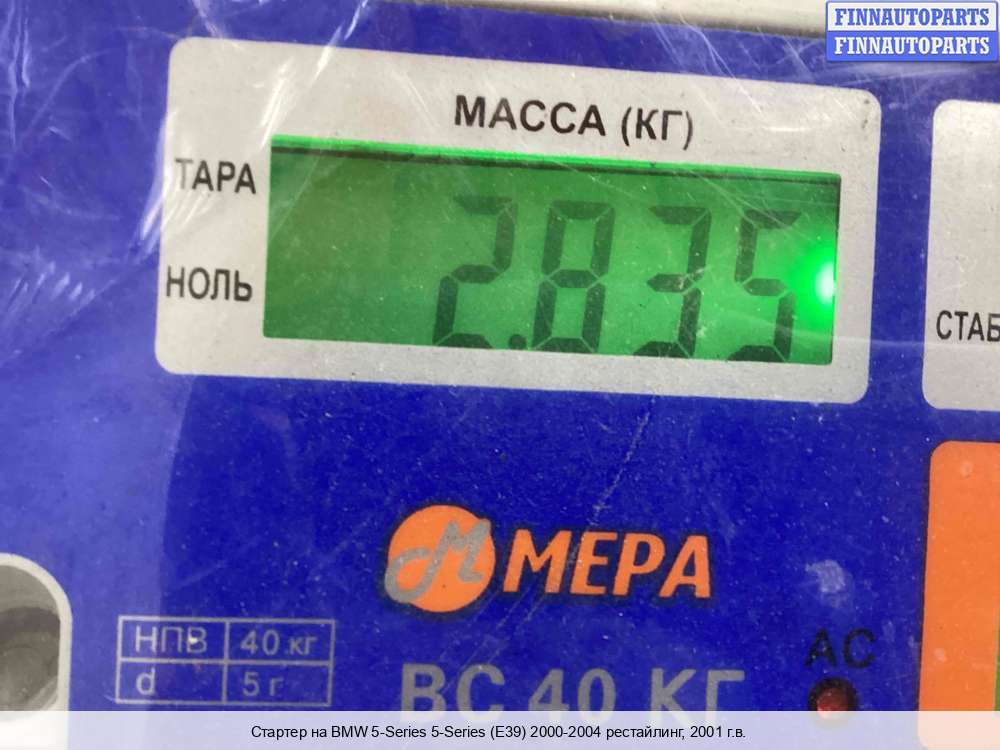 FINNAUTOPARTS
FINNAUTOPARTS
МАССА (КГ)
ТАРА
2.835
НОЛЬ
СТАБ
МЕРА
НПВ 40 кг
d 5 г
ВС 40 КГ
AC
Стартер на BMW 5-Series 5-Series (E39) 2000-2004 рестайлинг, 2001 г.в.